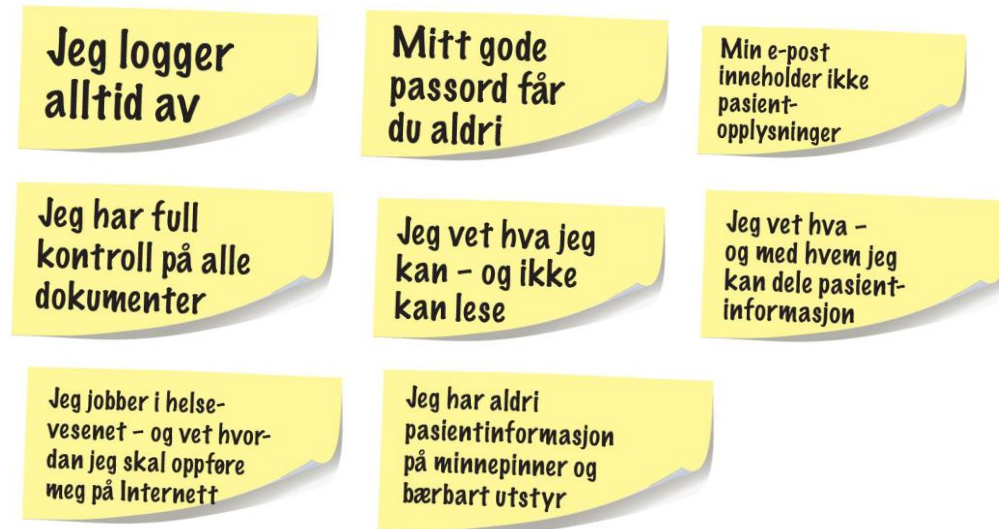 Jeg logger
alltid av
Mitt gode
passord får
du aldri
Min e-post
inneholder ikke
pasient-
opplysninger
Jeg har full
kontroll på alle
dokumenter
Jeg vet hva jeg
kan – og ikke
kan lese
Jeg vet hva –
og med hvem jeg
kan dele pasient-
informasjon
Jeg jobber i helse-
vesenet – og vet hvor-
dan jeg skal oppføre
meg på Internett
Jeg har aldri
pasientinformasjon
på minnepinner og
bærbart utstyr